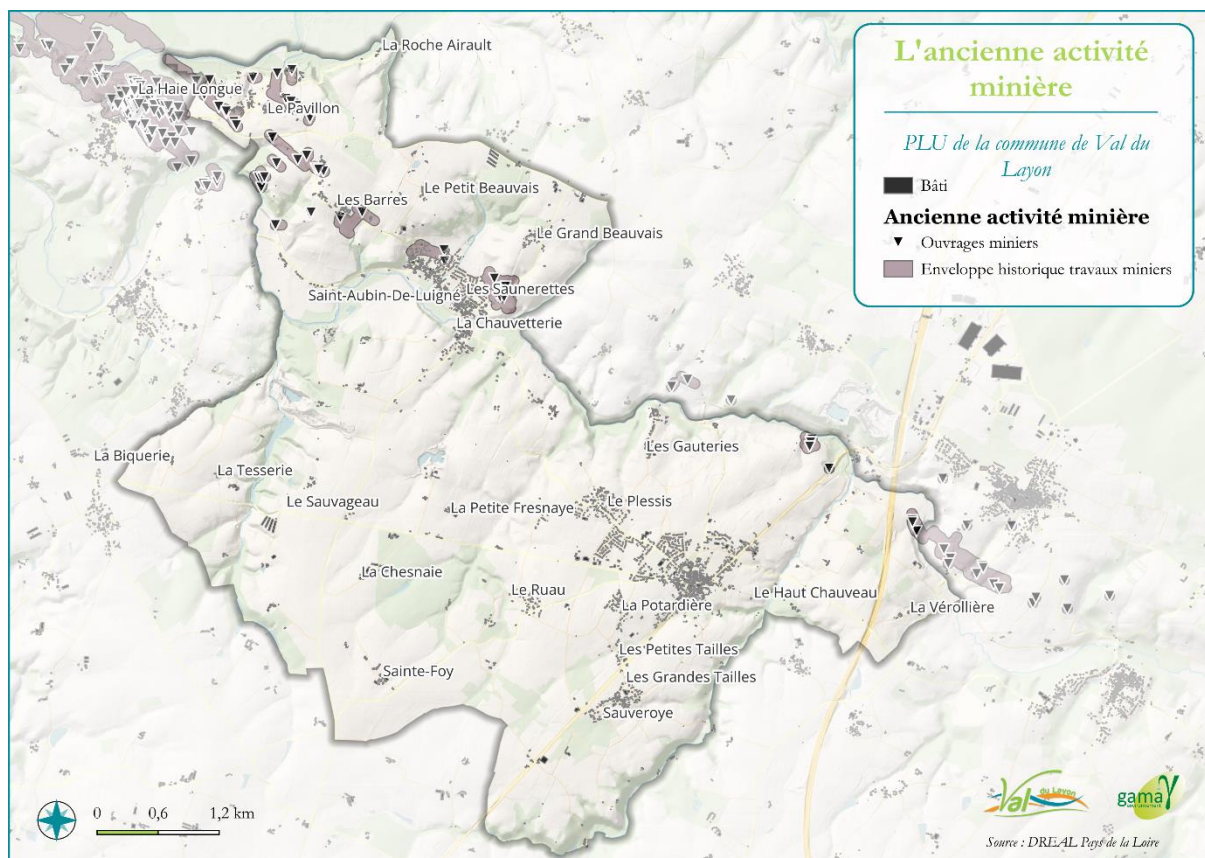 L'ancienne activité
minière
PLU de la commune de Val du
Layon
Bâti
Ancienne activité minière
Ouvrages miniers
Enveloppe historique travaux miniers
La Roche Airault
La Haie Longue
Le Pavillon
Le Petit Beauvais
Les Barres
Le Grand Beauvais
Saint-Aubin-De-Luigné
Les Saunerettes
La Chauvetterie
Les Gauteries
La Biquerie
La Tesserie
Le Sauvageau
La Petite Fresnaye
Le Plessis
La Chesnaie
Le Ruau
La Potardière
Le Haut Chauveau
La Vérollière
Les Petites Tailles
Sainte-Foy
Les Grandes Tailles
Sauveroye
0 0,6 1,2 km
Val du Layon
gama
Source : DREAL Pays de la Loire